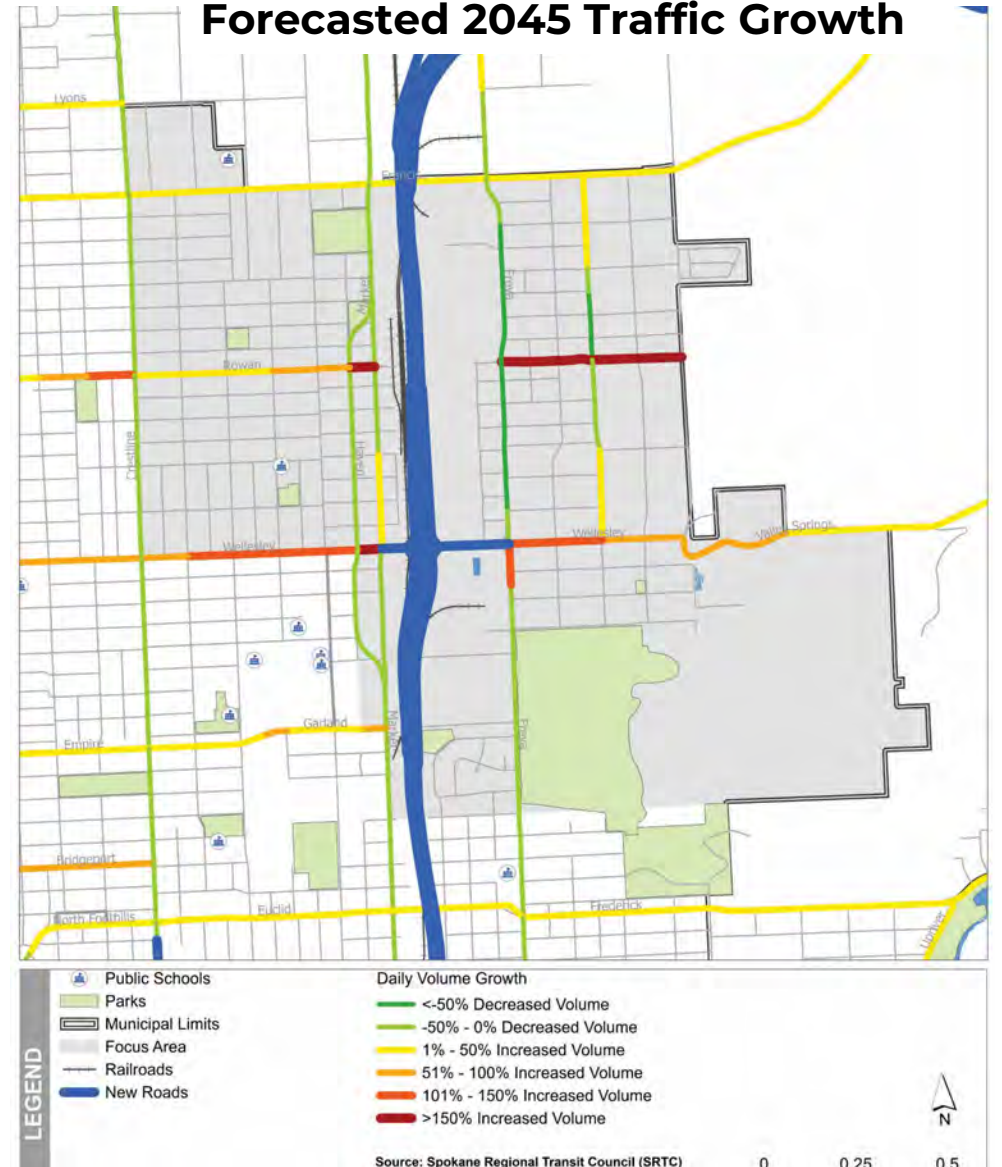 Forecasted 2045 Traffic Growth
Lyons
Francis
Market
Freya
Rowan
Crestline
Haven
Wellesley
Wellesley
Valley Springs
Garland
Empire
Market
Freya
Bridgeport
North Foothills
Euclid
Frederick
Upriver
LEGEND
Public Schools
Parks
Municipal Limits
Focus Area
Railroads
New Roads
Daily Volume Growth
<-50% Decreased Volume
-50% - 0% Decreased Volume
1% - 50% Increased Volume
51% - 100% Increased Volume
101% - 150% Increased Volume
>150% Increased Volume
N
Source: Spokane Regional Transit Council (SRTC)
0 0.25 0.5